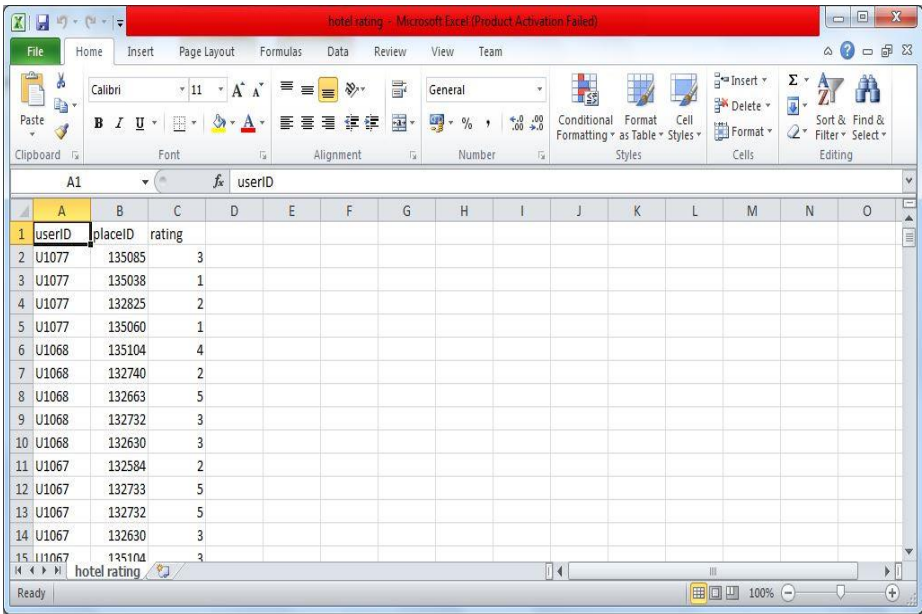 hotel rating - Microsoft Excel (Product Activation Failed)
File Home Insert Page Layout Formulas Data Review View Team
Calibri 11 A A General Insert
Paste B I U A % , .0 .00 .00 .0 Conditional Formatting Format as Table Cell Styles Delete Format Sort & Filter Find & Select
Clipboard Font Alignment Number Styles Cells Editing
A1 fx userID
A B C D E F G H I J K L M N O
1 userID placeID rating
2 U1077 135085 3
3 U1077 135038 1
4 U1077 132825 2
5 U1077 135060 1
6 U1068 135104 4
7 U1068 132740 2
8 U1068 132663 5
9 U1068 132732 3
10 U1068 132630 3
11 U1067 132584 2
12 U1067 132733 5
13 U1067 132732 5
14 U1067 132630 3
15 U1067 135104 3
hotel rating
Ready 100%